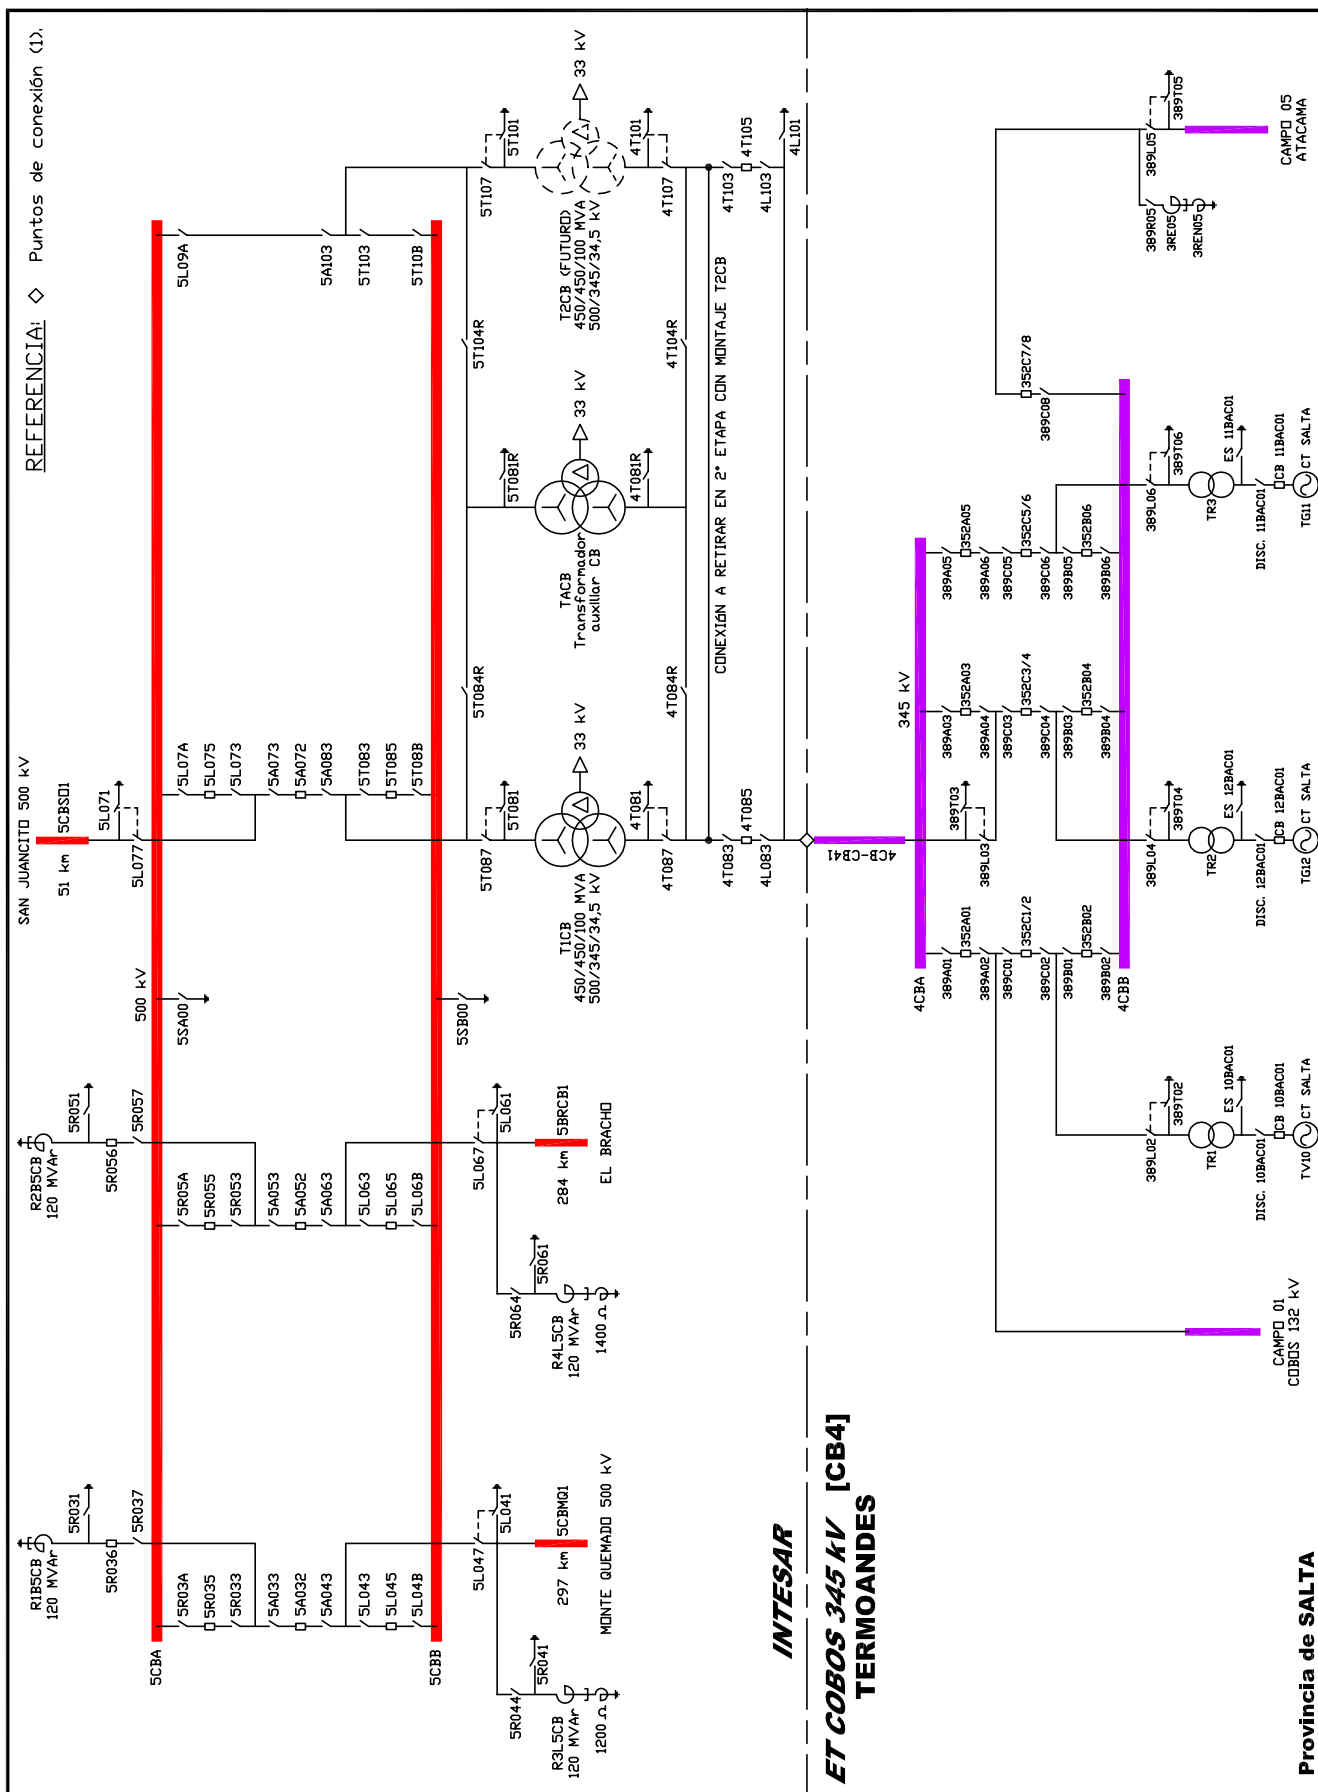 REFERENCIA: ◇ Puntos de conexión (1).
R1B5CB
120 MVAr
5R031
5R036
5R037
R2B5CB
120 MVAr
5R051
5R056
5R057
SAN JUANCITO 500 kV
51 km
5CBSO1
5L071
5L077
500 kV
5CBA
5R03A
5R035
5R033
5A033
5A032
5A043
5L043
5L045
5L04B
5CBB
5R05A
5R055
5R053
5A053
5A052
5A063
5L063
5L065
5L06B
5SA00
5SB00
5L07A
5L075
5L073
5A073
5A072
5A083
5T083
5T085
5T08B
5L09A
5A103
5T103
5T10B
5L047
5L041
297 km
5CBMQ1
MONTE QUEMADO 500 kV
5R044
5R041
R3L5CB
120 MVAr
1200 Ω
5L067
5L061
284 km
5BRCB1
EL BRACHO
5R064
5R061
R4L5CB
120 MVAr
1400 Ω
5T084R
5T104R
5T087
5T081
T1CB
450/450/100 MVA
500/345/34,5 kV
33 kV
4T081
4T087
4T084R
5T081R
TACB
Transformador
auxiliar CB
33 kV
4T081R
4T104R
5T107
5T101
T2CB (FUTURO)
450/450/100 MVA
500/345/34,5 kV
33 kV
4T101
4T107
CONEXIÓN A RETIRAR EN 2° ETAPA CON MONTAJE T2CB
4T083
4T085
4L083
4T103
4T105
4L103
4L101
INTESAR
ET COBOS 345 kV [CB4]
TERMOANDES
4CB-CB41
345 kV
4CBA
389A01
352A01
389A02
389C01
352C1/2
389C02
389B01
352B02
389B02
4CBB
389T03
389L03
389A03
352A03
389A04
389C03
352C3/4
389C04
389B03
352B04
389B04
389A05
352A05
389A06
389C05
352C5/6
389C06
389B05
352B06
389B06
352C7/8
389C08
CAMPO 01
COBOS 132 kV
389L02
389T02
TR1
ES 10BAC01
DISC. 10BAC01
CB 10BAC01
TV10
CT SALTA
389L04
389T04
TR2
ES 12BAC01
DISC. 12BAC01
CB 12BAC01
TG12
CT SALTA
389L06
389T06
TR3
ES 11BAC01
DISC. 11BAC01
CB 11BAC01
TG11
CT SALTA
389R05
3RE05
3REN05
389L05
389T05
CAMPO 05
ATACAMA
Provincia de SALTA